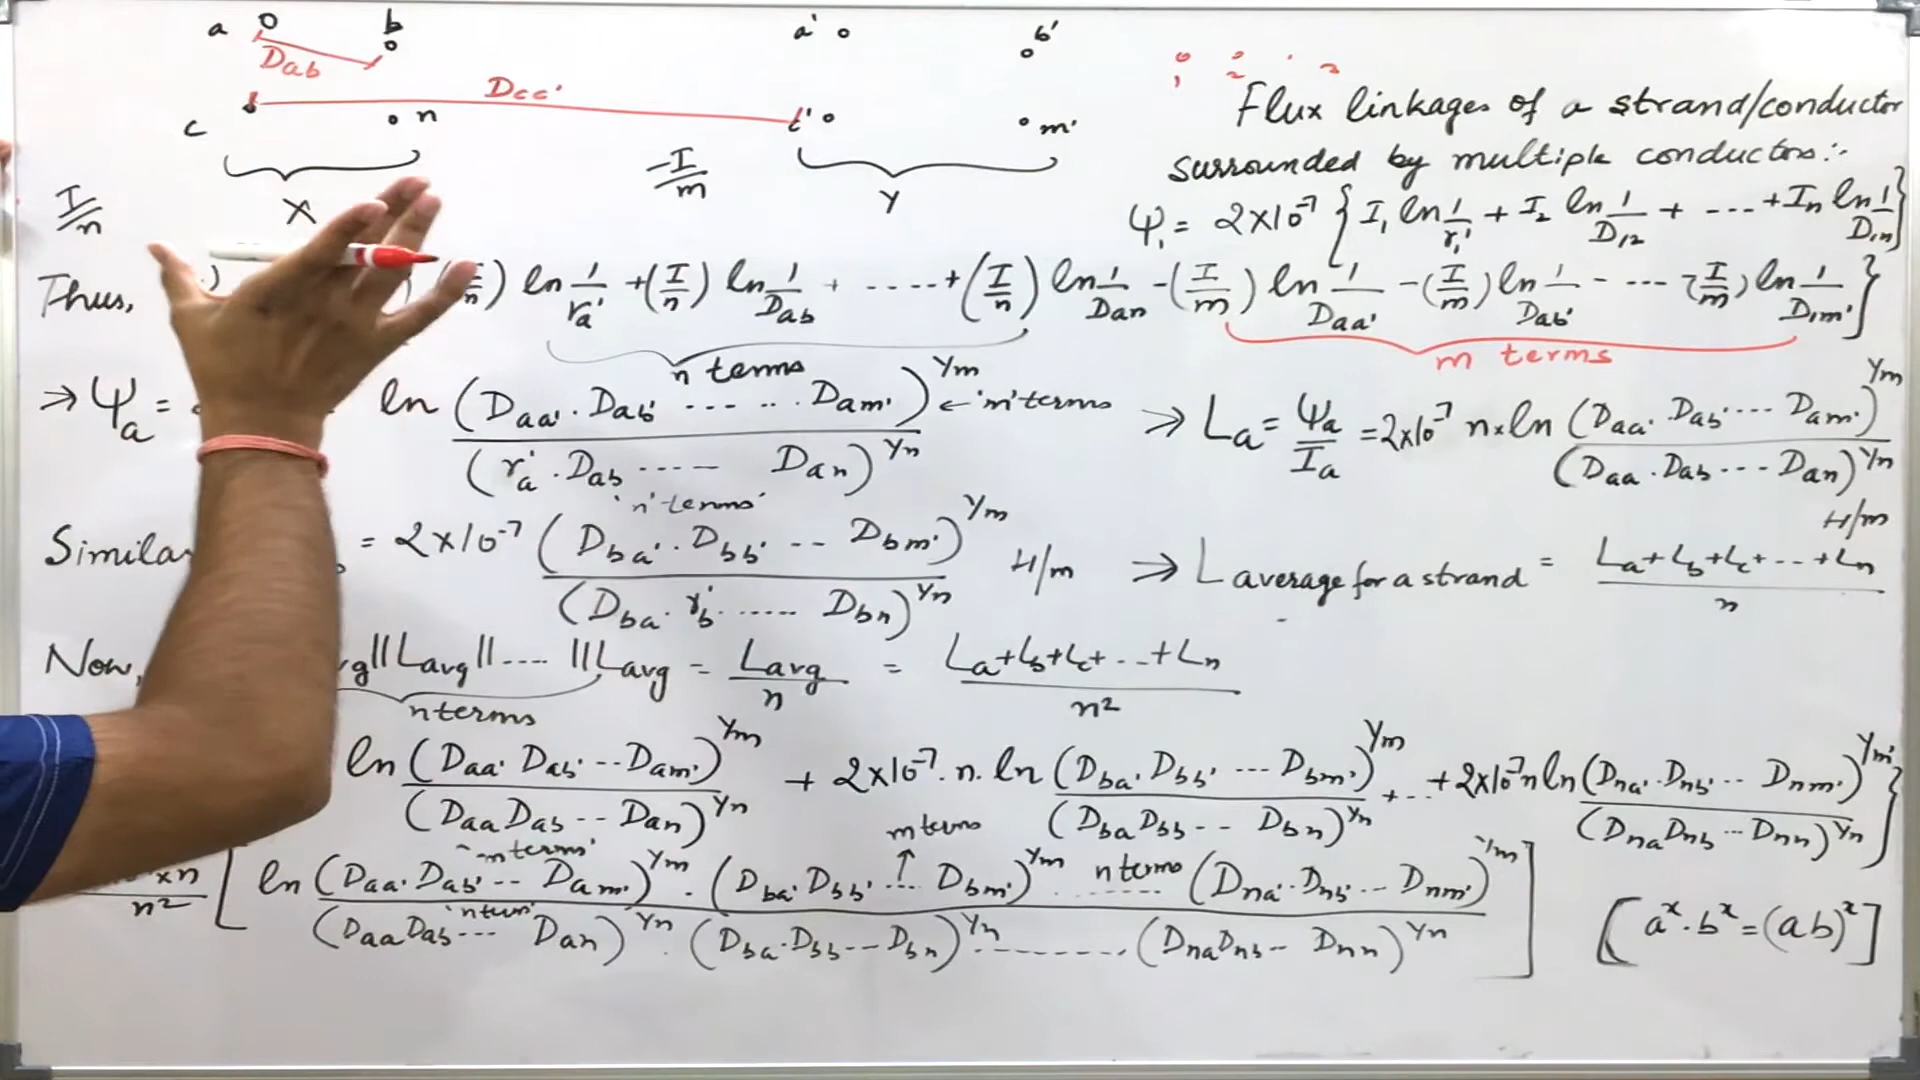 a b a' b'
Dab
Dcc'
c n c' m'
X Y
I/n -I/m
1 2 . n
Flux linkages of a strand/conductor
surrounded by multiple conductors:-
Ψ₁ = 2×10⁻⁷ { I₁ ln 1/r₁' + I₂ ln 1/D₁₂ + ---- + Iₙ ln 1/D₁ₙ }
Thus, ln 1/ra' + (I/n) ln 1/Dab + ----- + (I/n) ln 1/Dan - (I/m) ln 1/Daa' - (I/m) ln 1/Dab' - --- -(I/m) ln 1/D1m' }
n terms m terms
⇒ Ψa = ln (Daa'.Dab' ------ Dam')^1/m ← 'm' terms / (ra'.Dab ----- Dan)^1/n 'n' terms
⇒ La = Ψa/Ia = 2×10⁻⁷ n × ln (Daa'.Dab' ---- Dam')^1/m / (Daa.Dab --- Dan)^1/n H/m
= 2×10⁻⁷ (Dba'.Dbb' -- Dbm')^1/m / (Dba.rb' ...... Dbn)^1/n H/m
⇒ Laverage for a strand = La+Lb+Lc+---+Ln / n
Now, ||Lavg||----||Lavg = Lavg/n = La+Lb+Lc+---+Ln / n²
n terms
ln (Daa' Dab' -- Dam')^1/m / (Daa Dab -- Dan)^1/n + 2×10⁻⁷.n.ln (Dba' Dbb' --- Dbm')^1/m / (Dba Dbb -- Dbn)^1/n + -- + 2×10⁻⁷ n ln (Dna'.Dnb' -- Dnm')^1/m / (Dna Dnb -- Dnn)^1/n }
×n/n² [ ln (Daa' Dab' -- Dam')^1/m . (Dba' Dbb' --- Dbm')^1/m ------ n terms (Dna'.Dnb' -- Dnm')^1/m / (Daa Dab --- Dan)^1/n . (Dba.Dbb -- Dbn)^1/n -------- (Dna Dnb -- Dnn)^1/n ]
'm terms' m terms 'n terms'
[ aˣ.bˣ = (ab)ˣ ]